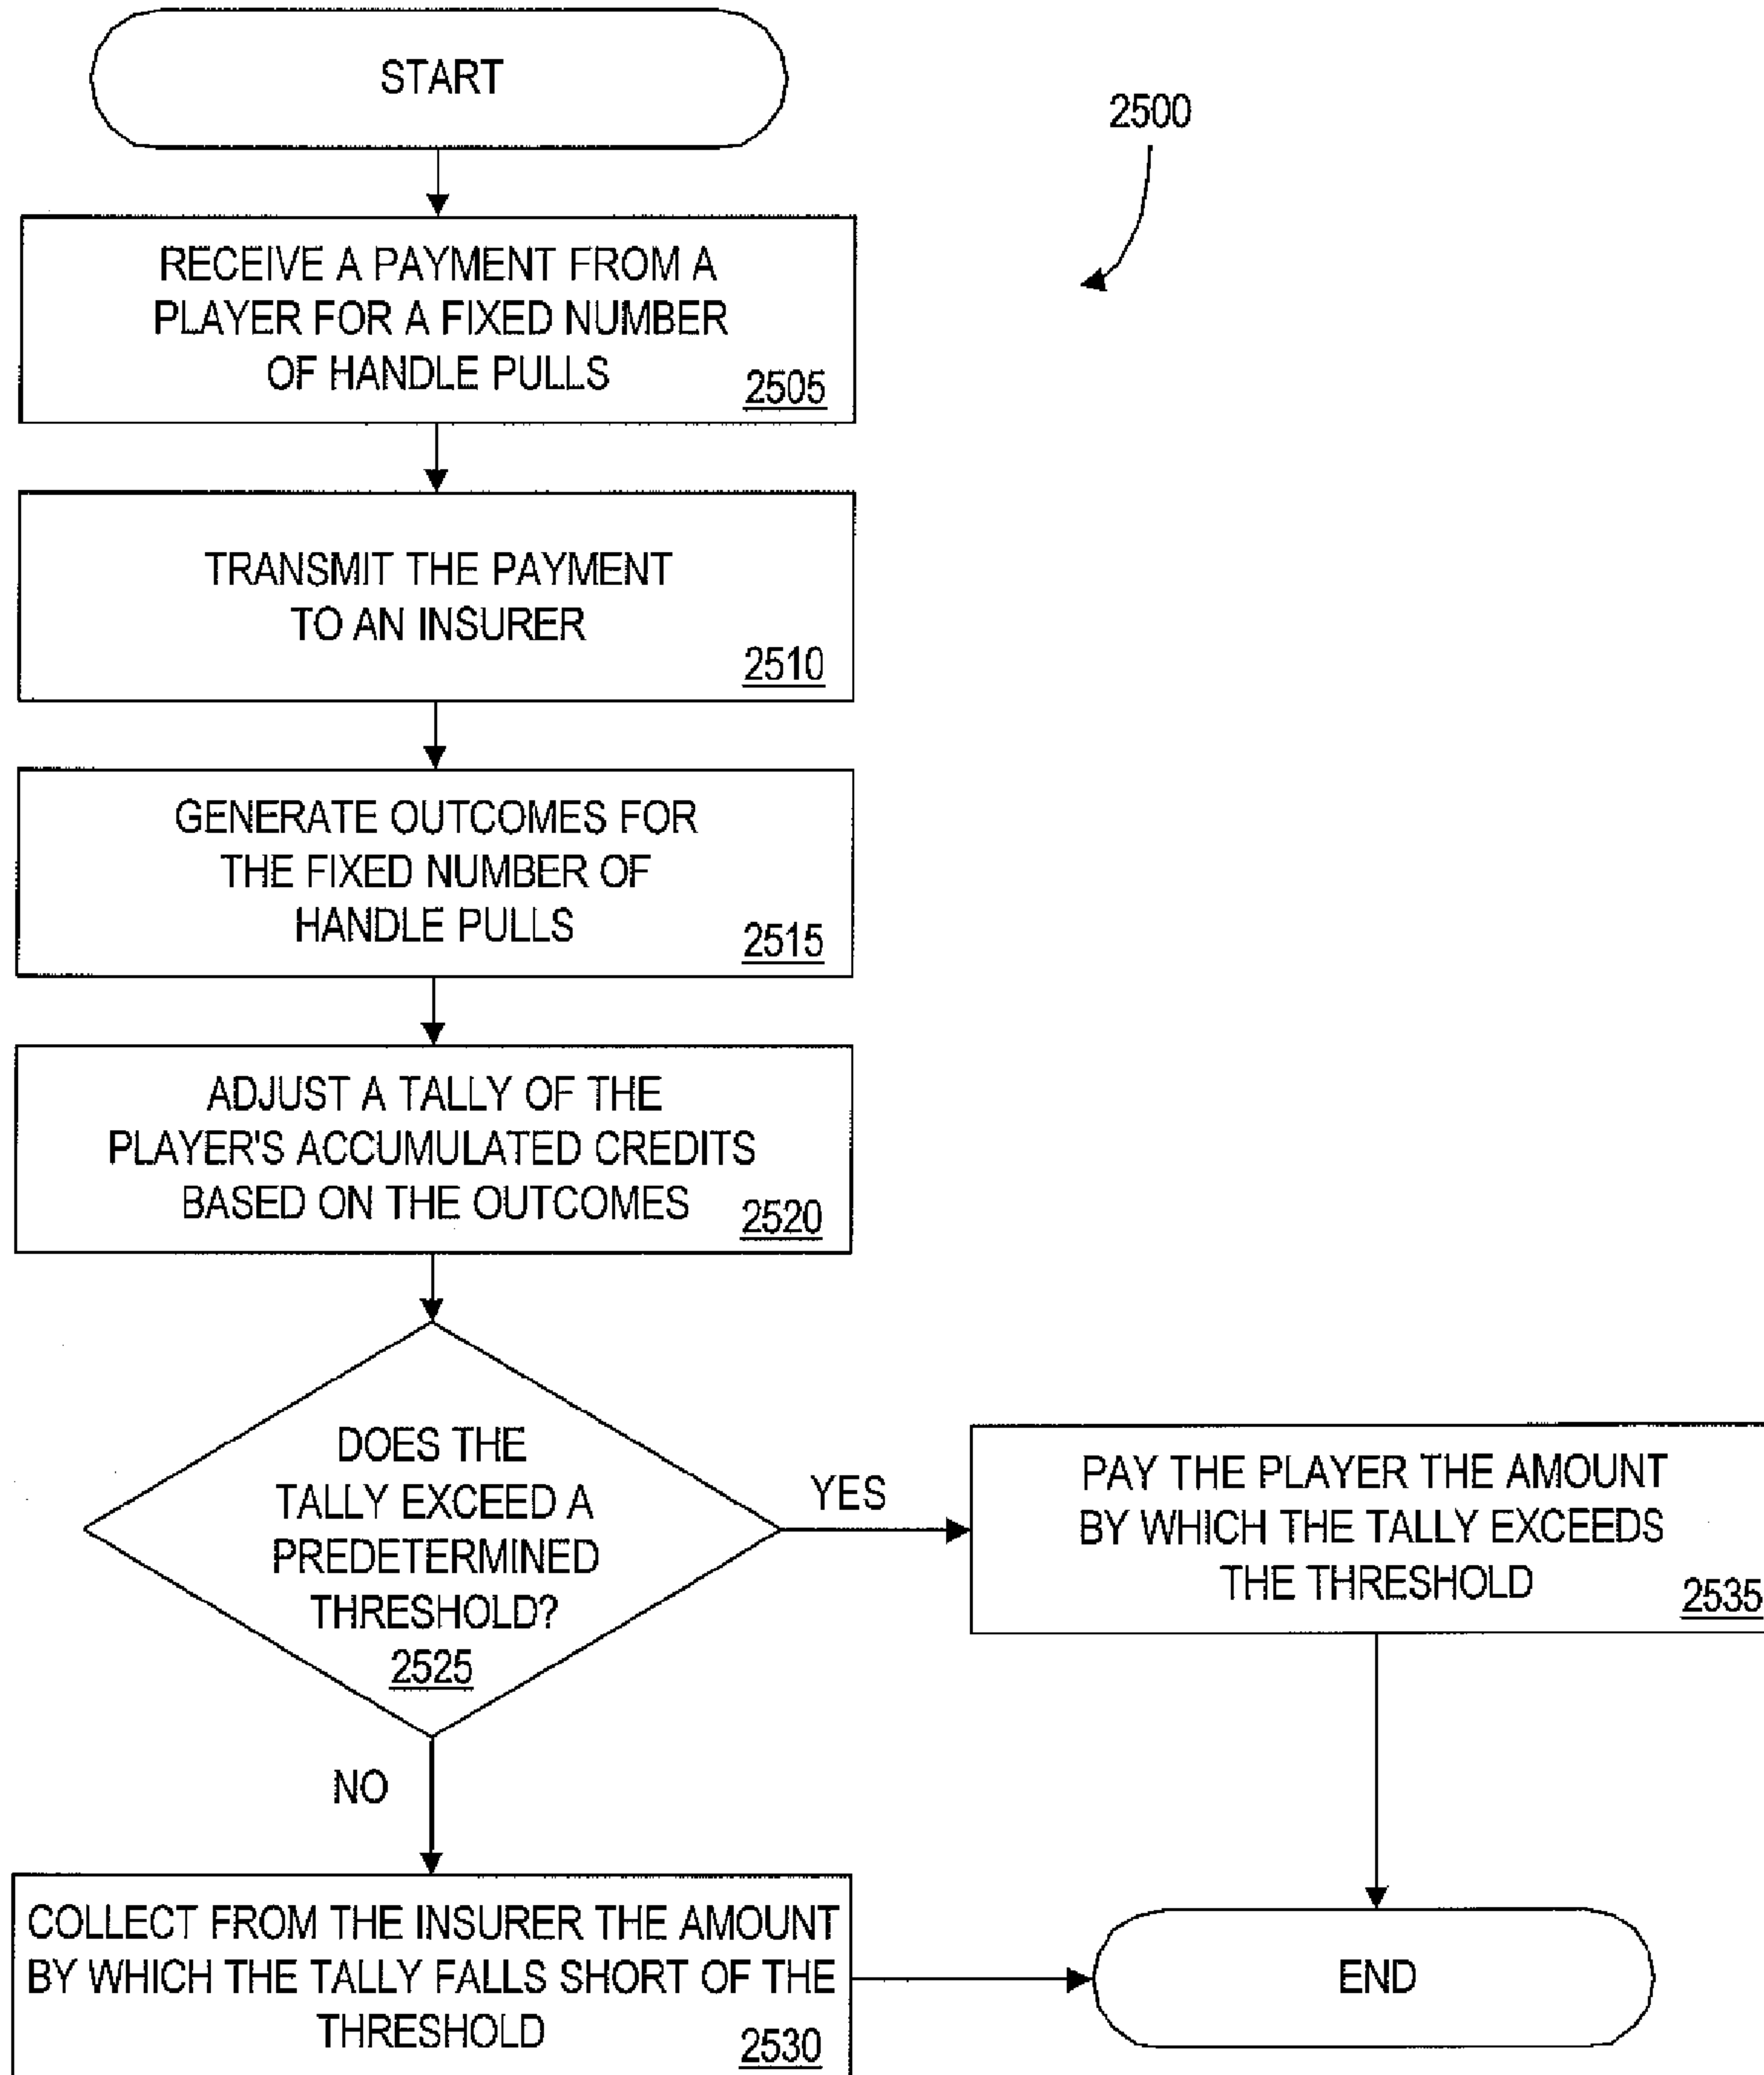 START
2500
RECEIVE A PAYMENT FROM A
PLAYER FOR A FIXED NUMBER
OF HANDLE PULLS
2505
TRANSMIT THE PAYMENT
TO AN INSURER
2510
GENERATE OUTCOMES FOR
THE FIXED NUMBER OF
HANDLE PULLS
2515
ADJUST A TALLY OF THE
PLAYER'S ACCUMULATED CREDITS
BASED ON THE OUTCOMES
2520
DOES THE
TALLY EXCEED A
PREDETERMINED
THRESHOLD?
2525
YES
PAY THE PLAYER THE AMOUNT
BY WHICH THE TALLY EXCEEDS
THE THRESHOLD
2535
NO
COLLECT FROM THE INSURER THE AMOUNT
BY WHICH THE TALLY FALLS SHORT OF THE
THRESHOLD
2530
END